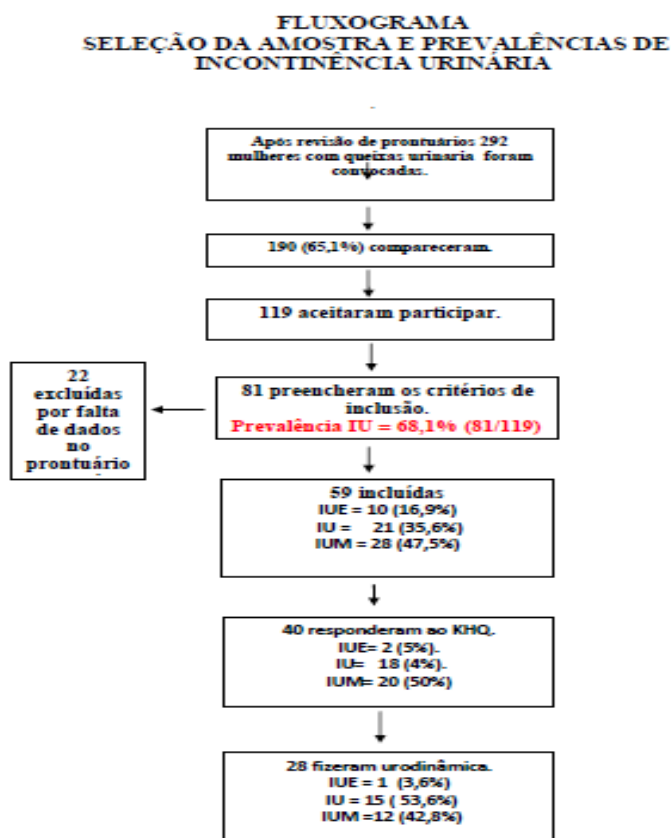 FLUXOGRAMA
SELEÇÃO DA AMOSTRA E PREVALÊNCIAS DE
INCONTINÊNCIA URINÁRIA
Após revisão de prontuários 292
mulheres com queixas urinaria foram
convocadas.
190 (65,1%) compareceram.
119 aceitaram participar.
22
excluídas
por falta
de dados
no
prontuário
81 preencheram os critérios de
inclusão.
Prevalência IU = 68,1% (81/119)
59 incluídas
IUE = 10 (16,9%)
IU = 21 (35,6%)
IUM = 28 (47,5%)
40 responderam ao KHQ.
IUE= 2 (5%).
IU= 18 (4%).
IUM= 20 (50%)
28 fizeram urodinâmica.
IUE = 1 (3,6%)
IU = 15 ( 53,6%)
IUM =12 (42,8%)